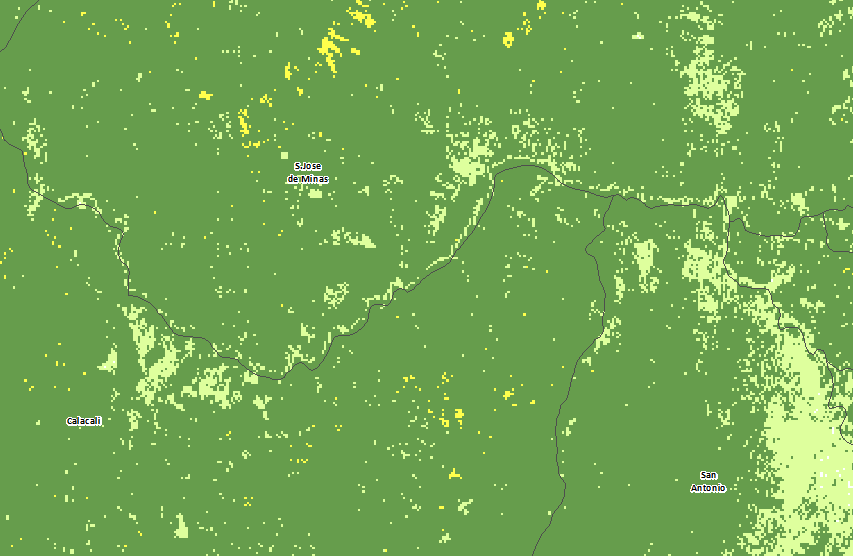 S.Jose
de Minas
Calacali
San
Antonio